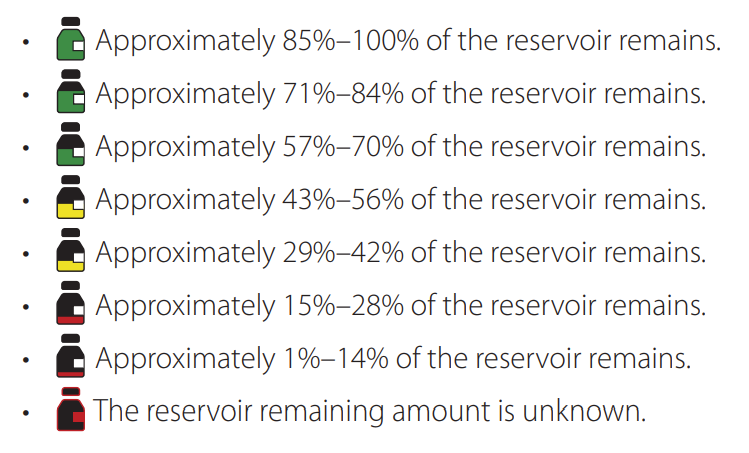 • Approximately 85%–100% of the reservoir remains.
• Approximately 71%–84% of the reservoir remains.
• Approximately 57%–70% of the reservoir remains.
• Approximately 43%–56% of the reservoir remains.
• Approximately 29%–42% of the reservoir remains.
• Approximately 15%–28% of the reservoir remains.
• Approximately 1%–14% of the reservoir remains.
• The reservoir remaining amount is unknown.